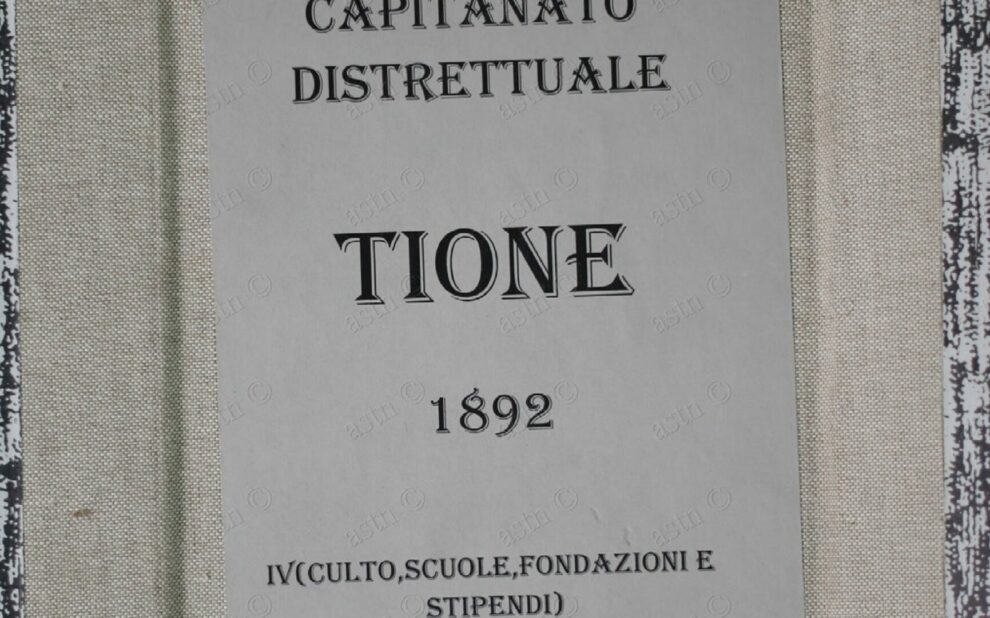 CAPITANATO
DISTRETTUALE
TIONE
1892
IV(CULTO,SCUOLE,FONDAZIONI E
STIPENDI)